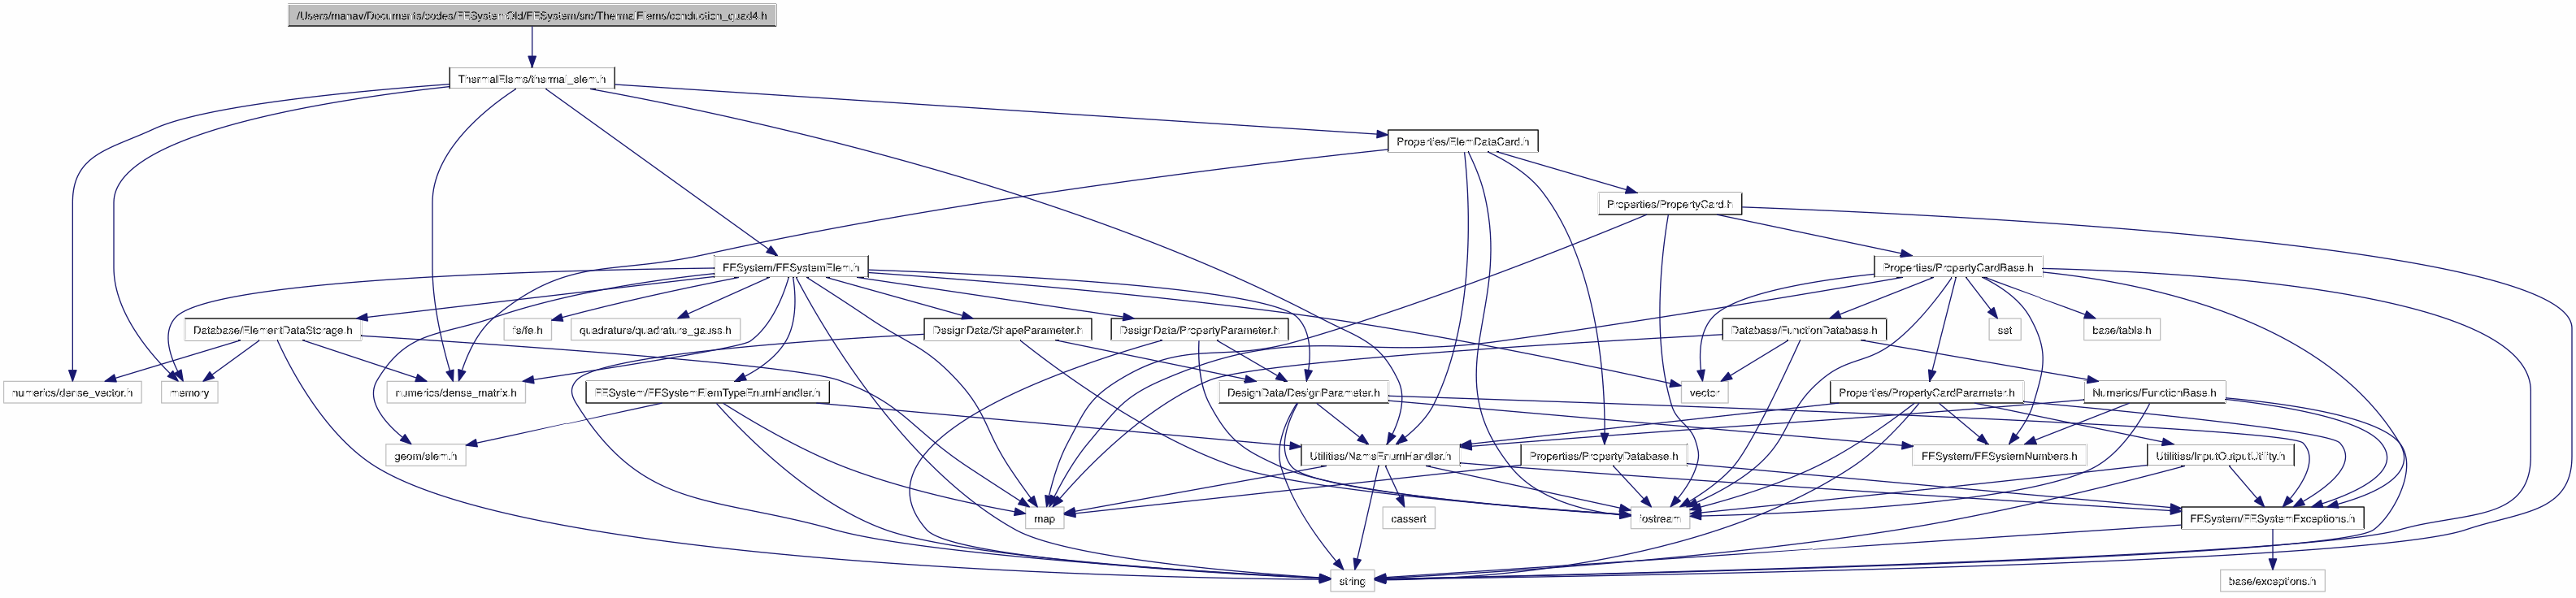 /Users/manav/Documents/codes/FESystemOld/FESystem/src/ThermalElems/conduction_quad4.h
ThermalElems/thermal_elem.h
Properties/ElemDataCard.h
Properties/PropertyCard.h
FESystem/FESystemElem.h
Properties/PropertyCardBase.h
Database/ElementDataStorage.h
fe/fe.h
quadrature/quadrature_gauss.h
DesignData/ShapeParameter.h
DesignData/PropertyParameter.h
Database/FunctionDatabase.h
set
base/table.h
numerics/dense_vector.h
memory
numerics/dense_matrix.h
FESystem/FESystemElemTypeEnumHandler.h
DesignData/DesignParameter.h
vector
Properties/PropertyCardParameter.h
Numerics/FunctionBase.h
geom/elem.h
Utilities/NameEnumHandler.h
Properties/PropertyDatabase.h
FESystem/FESystemNumbers.h
Utilities/InputOutputUtility.h
map
cassert
iostream
FESystem/FESystemExceptions.h
string
base/exceptions.h